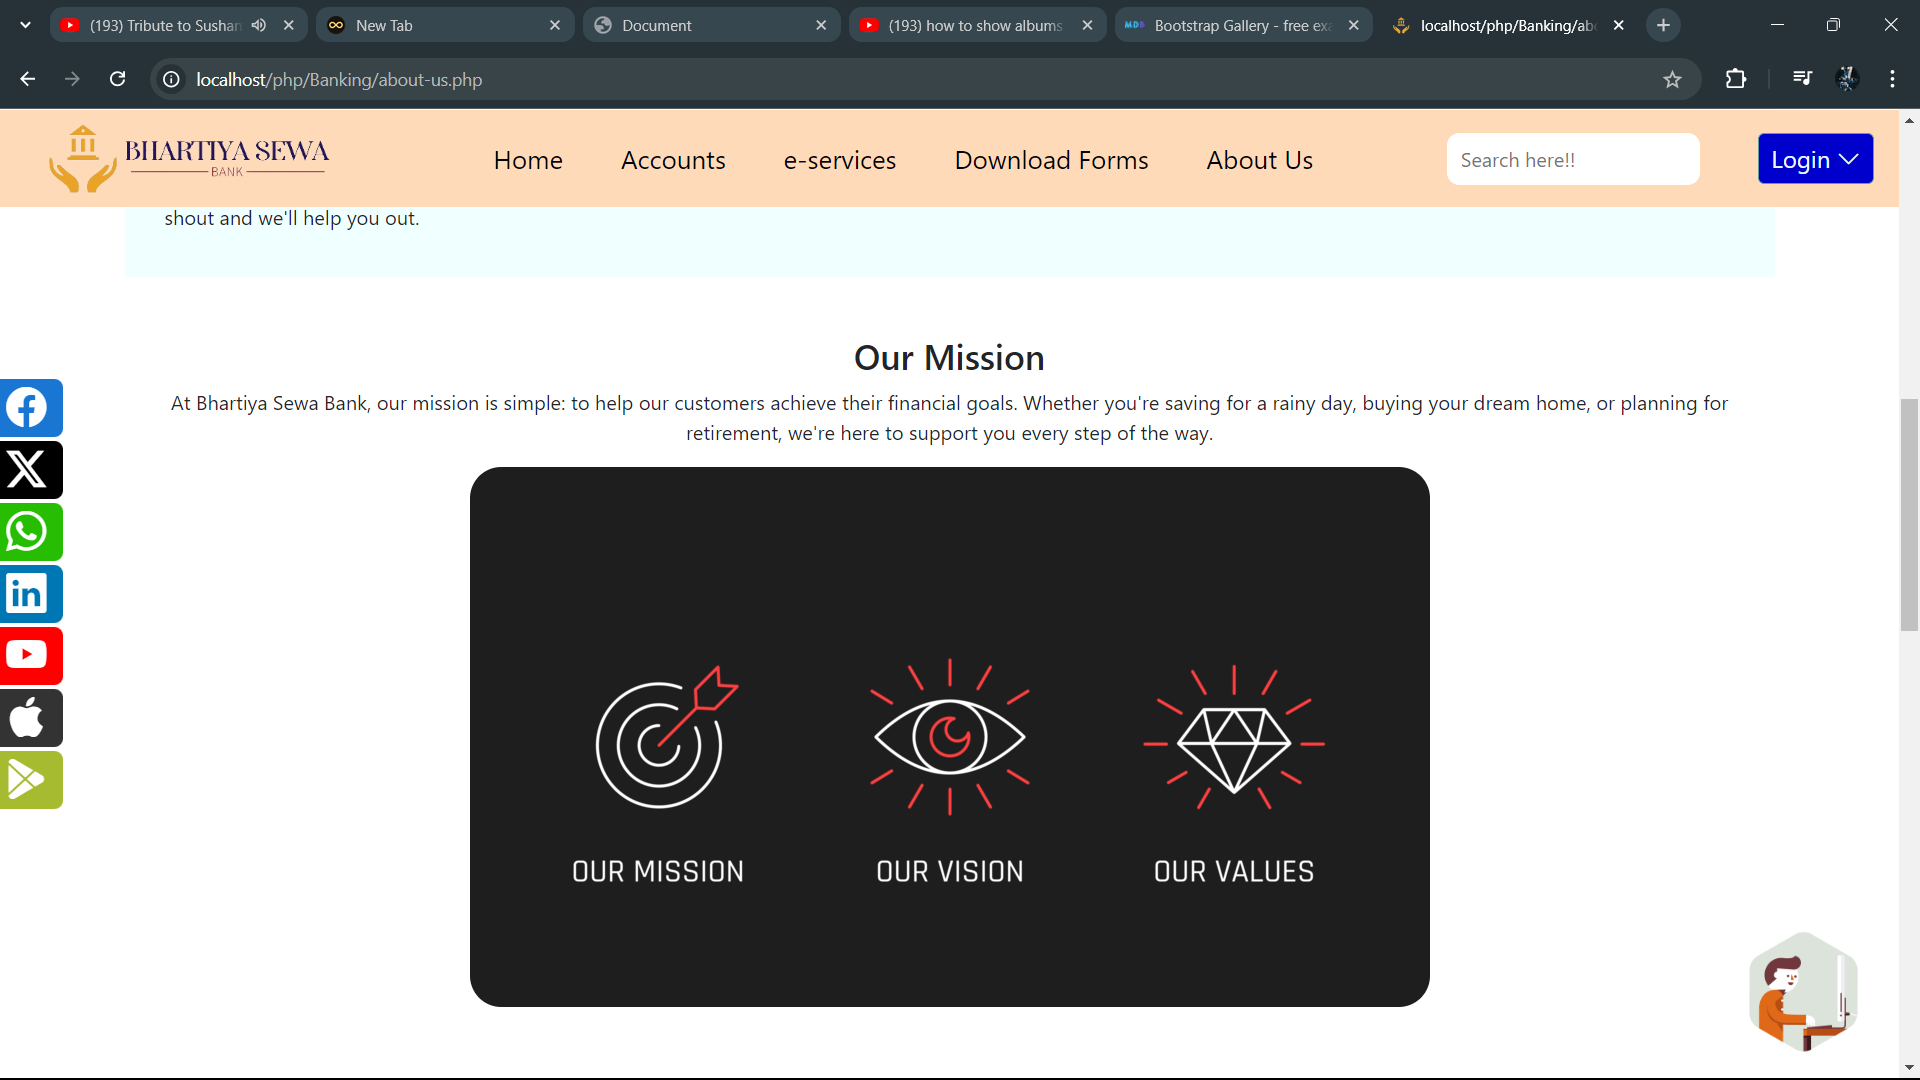 (193) Tribute to Sushan
New Tab
Document
(193) how to show albums
MDB
Bootstrap Gallery - free exa
localhost/php/Banking/ab
localhost/php/Banking/about-us.php
BHARTIYA SEWA
BANK
Home
Accounts
e-services
Download Forms
About Us
Search here!!
Login
shout and we'll help you out.
Our Mission
At Bhartiya Sewa Bank, our mission is simple: to help our customers achieve their financial goals. Whether you're saving for a rainy day, buying your dream home, or planning for
retirement, we're here to support you every step of the way.
in
OUR MISSION
OUR VISION
OUR VALUES